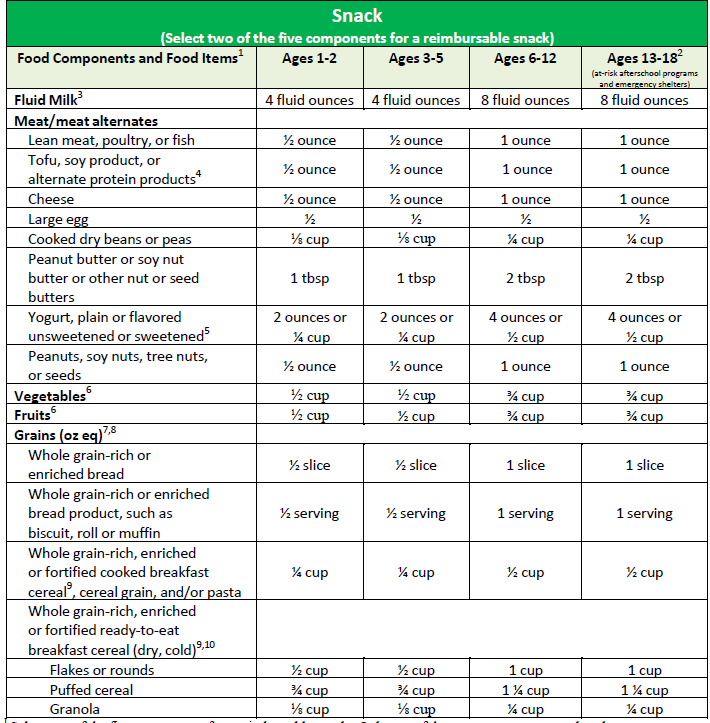 Snack
(Select two of the five components for a reimbursable snack)
Food Components and Food Items¹ Ages 1-2 Ages 3-5 Ages 6-12 Ages 13-18²
(at-risk afterschool programs
and emergency shelters)
Fluid Milk³ 4 fluid ounces 4 fluid ounces 8 fluid ounces 8 fluid ounces
Meat/meat alternates
Lean meat, poultry, or fish ½ ounce ½ ounce 1 ounce 1 ounce
Tofu, soy product, or
alternate protein products⁴ ½ ounce ½ ounce 1 ounce 1 ounce
Cheese ½ ounce ½ ounce 1 ounce 1 ounce
Large egg ½ ½ ½ ½
Cooked dry beans or peas ⅛ cup ⅛ cup ¼ cup ¼ cup
Peanut butter or soy nut
butter or other nut or seed 1 tbsp 1 tbsp 2 tbsp 2 tbsp
butters
Yogurt, plain or flavored 2 ounces or 2 ounces or 4 ounces or 4 ounces or
unsweetened or sweetened⁵ ¼ cup ¼ cup ½ cup ½ cup
Peanuts, soy nuts, tree nuts,
or seeds ½ ounce ½ ounce 1 ounce 1 ounce
Vegetables⁶ ½ cup ½ cup ¾ cup ¾ cup
Fruits⁶ ½ cup ½ cup ¾ cup ¾ cup
Grains (oz eq)⁷,⁸
Whole grain-rich or
enriched bread ½ slice ½ slice 1 slice 1 slice
Whole grain-rich or enriched
bread product, such as ½ serving ½ serving 1 serving 1 serving
biscuit, roll or muffin
Whole grain-rich, enriched
or fortified cooked breakfast ¼ cup ¼ cup ½ cup ½ cup
cereal⁹, cereal grain, and/or pasta
Whole grain-rich, enriched
or fortified ready-to-eat
breakfast cereal (dry, cold)⁹,¹⁰
Flakes or rounds ½ cup ½ cup 1 cup 1 cup
Puffed cereal ¾ cup ¾ cup 1 ¼ cup 1 ¼ cup
Granola ⅛ cup ⅛ cup ¼ cup ¼ cup